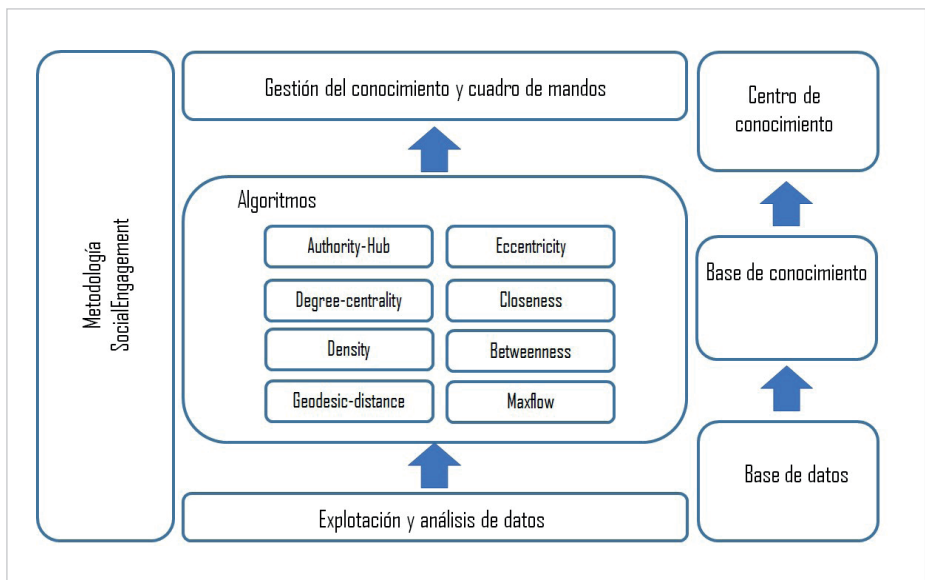 Metodología
SocialEngagement
Gestión del conocimiento y cuadro de mandos
Algoritmos
Authority-Hub
Eccentricity
Degree-centrality
Closeness
Density
Betweenness
Geodesic-distance
Maxflow
Explotación y análisis de datos
Centro de
conocimiento
Base de conocimiento
Base de datos